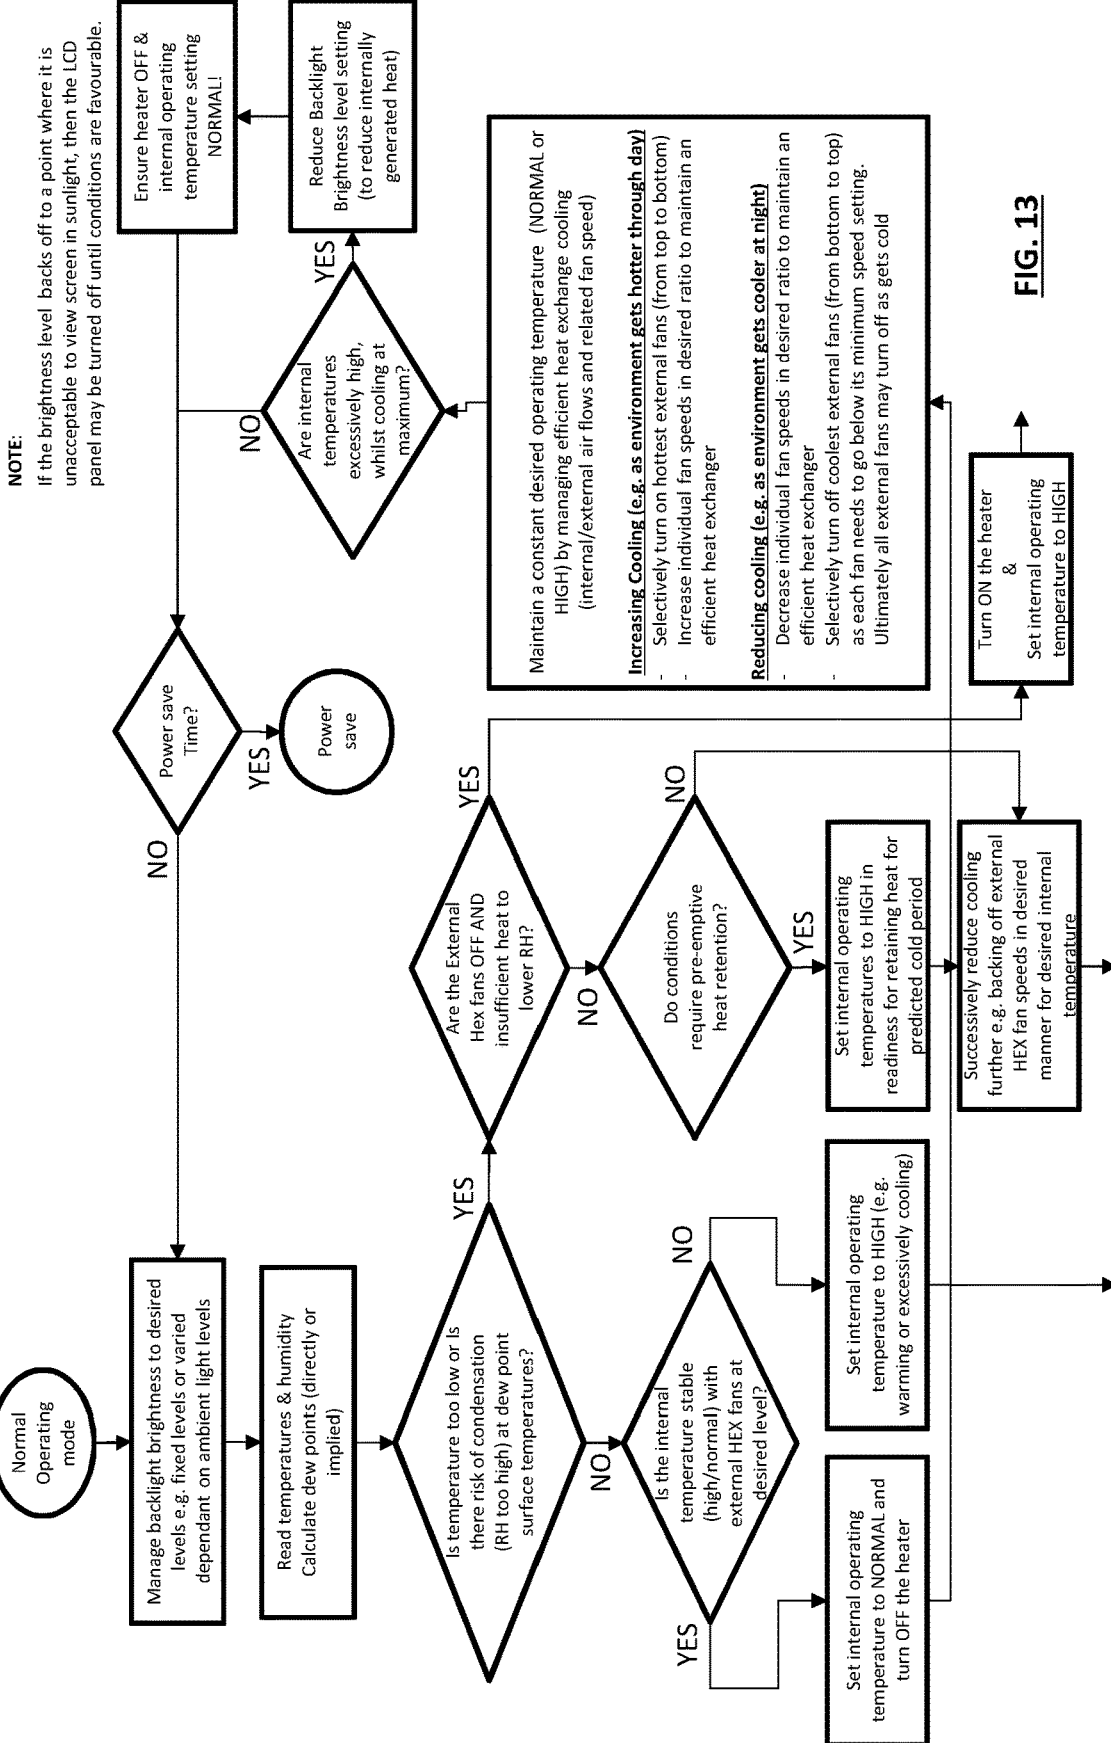 Normal
Operating
mode
Manage backlight brightness to desired
levels e.g. fixed levels or varied
dependant on ambient light levels
Read temperatures & humidity
Calculate dew points (directly or
implied)
Is temperature too low or Is
there risk of condensation
(RH too high) at dew point
surface temperatures?
YES
NO
Is the internal
temperature stable
(high/normal) with
external HEX fans at
desired level?
YES
NO
Set internal operating
temperature to NORMAL and
turn OFF the heater
Set internal operating
temperature to HIGH (e.g.
warming or excessively cooling)
Are the External
Hex fans OFF AND
insufficient heat to
lower RH?
YES
NO
Do conditions
require pre-emptive
heat retention?
NO
YES
Set internal operating
temperatures to HIGH in
readiness for retaining heat for
predicted cold period
Successively reduce cooling
further e.g. backing off external
HEX fan speeds in desired
manner for desired internal
temperature
Turn ON the heater
&
Set internal operating
temperature to HIGH
Power save
Time?
NO
YES
Power
save
Maintain a constant desired operating temperature (NORMAL or
HIGH) by managing efficient heat exchange cooling
(internal/external air flows and related fan speed)
Increasing Cooling (e.g. as environment gets hotter through day)
- Selectively turn on hottest external fans (from top to bottom)
- Increase individual fan speeds in desired ratio to maintain an
efficient heat exchanger
Reducing cooling (e.g. as environment gets cooler at night)
- Decrease individual fan speeds in desired ratio to maintain an
efficient heat exchanger
- Selectively turn off coolest external fans (from bottom to top)
as each fan needs to go below its minimum speed setting.
Ultimately all external fans may turn off as gets cold
Are internal
temperatures
excessively high,
whilst cooling at
maximum?
NO
YES
Reduce Backlight
Brightness level setting
(to reduce internally
generated heat)
Ensure heater OFF &
internal operating
temperature setting
NORMAL!
NOTE:
If the brightness level backs off to a point where it is
unacceptable to view screen in sunlight, then the LCD
panel may be turned off until conditions are favourable.
FIG. 13